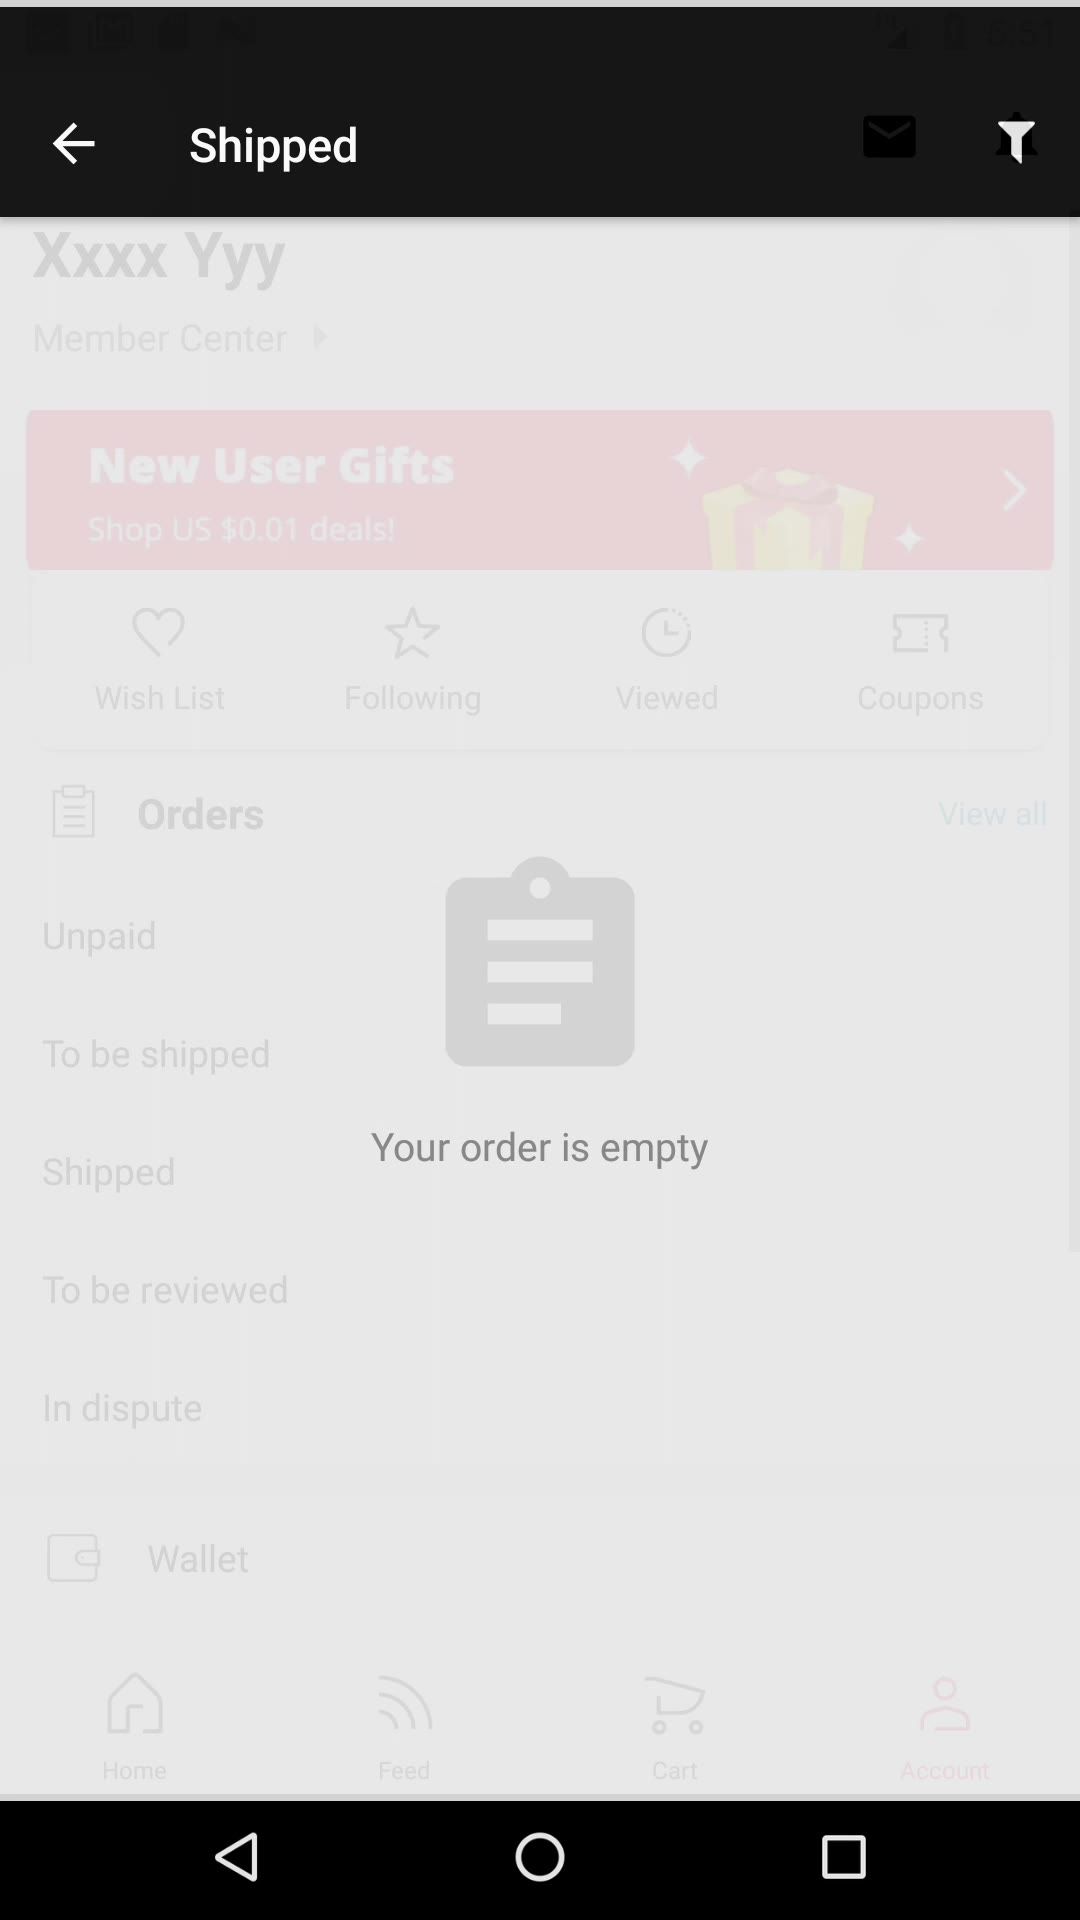 5:51
Shipped
Xxxx Yyy
Member Center
New User Gifts
Shop US $0.01 deals!
Wish List
Following
Viewed
Coupons
Orders
View all
Unpaid
To be shipped
Your order is empty
Shipped
To be reviewed
In dispute
Wallet
Home
Feed
Cart
Account